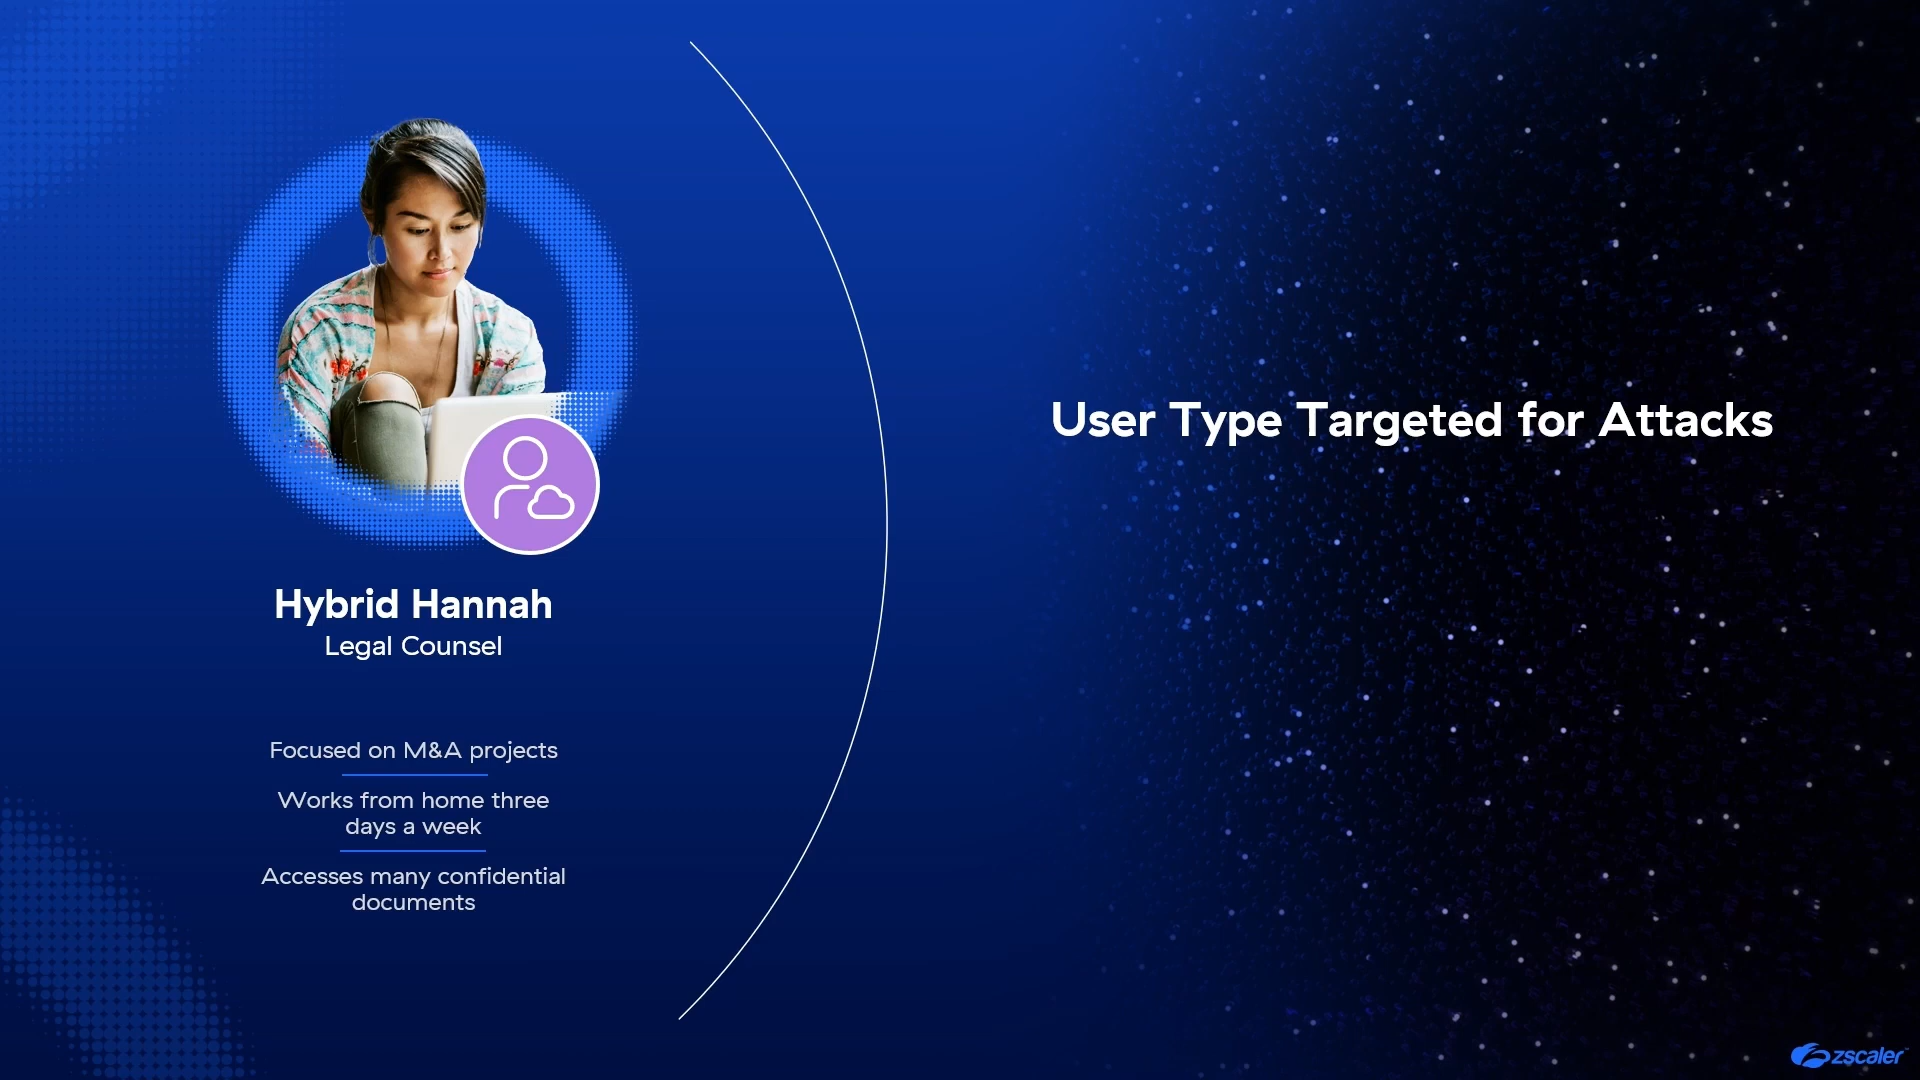 Hybrid Hannah
Legal Counsel
Focused on M&A projects
Works from home three
days a week
Accesses many confidential
documents
User Type Targeted for Attacks
zscaler